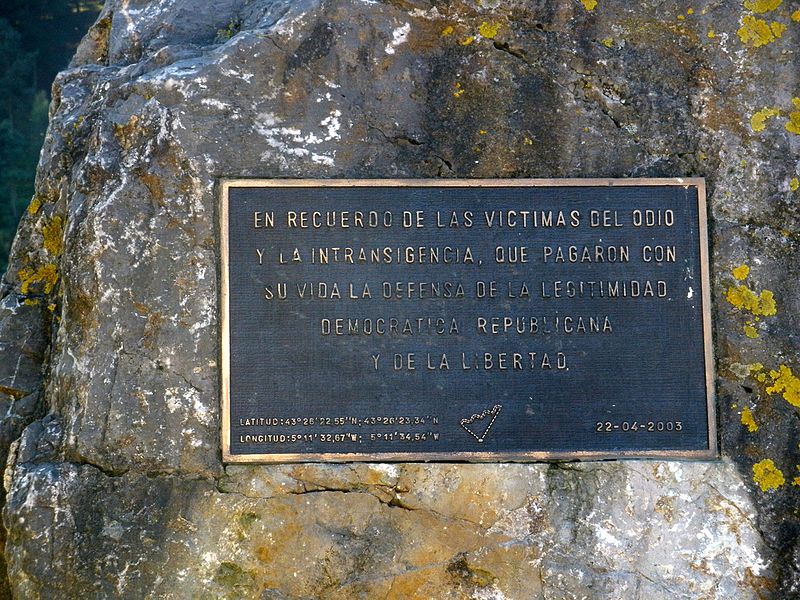 EN RECUERDO DE LAS VICTIMAS DEL ODIO
Y LA INTRANSIGENCIA, QUE PAGARON CON
SU VIDA LA DEFENSA DE LA LEGITIMIDAD
DEMOCRATICA REPUBLICANA
Y DE LA LIBERTAD.
LATITUD:43°26'22,55"N; 43°26'23,34"N
LONGITUD:5°11'32,67"W; 5°11'34,54"W
22-04-2003